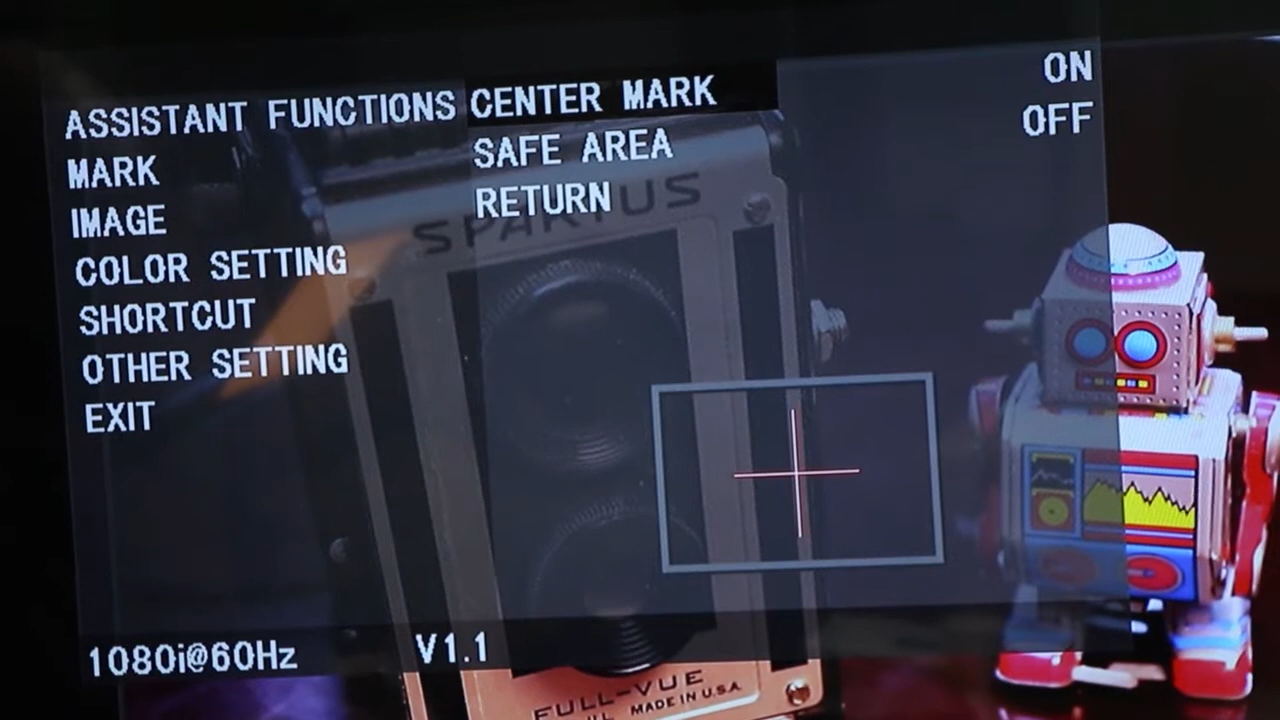 ASSISTANT FUNCTIONS CENTER MARK ON
MARK SAFE AREA OFF
IMAGE RETURN
COLOR SETTING
SHORTCUT
OTHER SETTING
EXIT
SPARTUS
1080i@60Hz V1.1
FULL-VUE
MADE IN U.S.A.